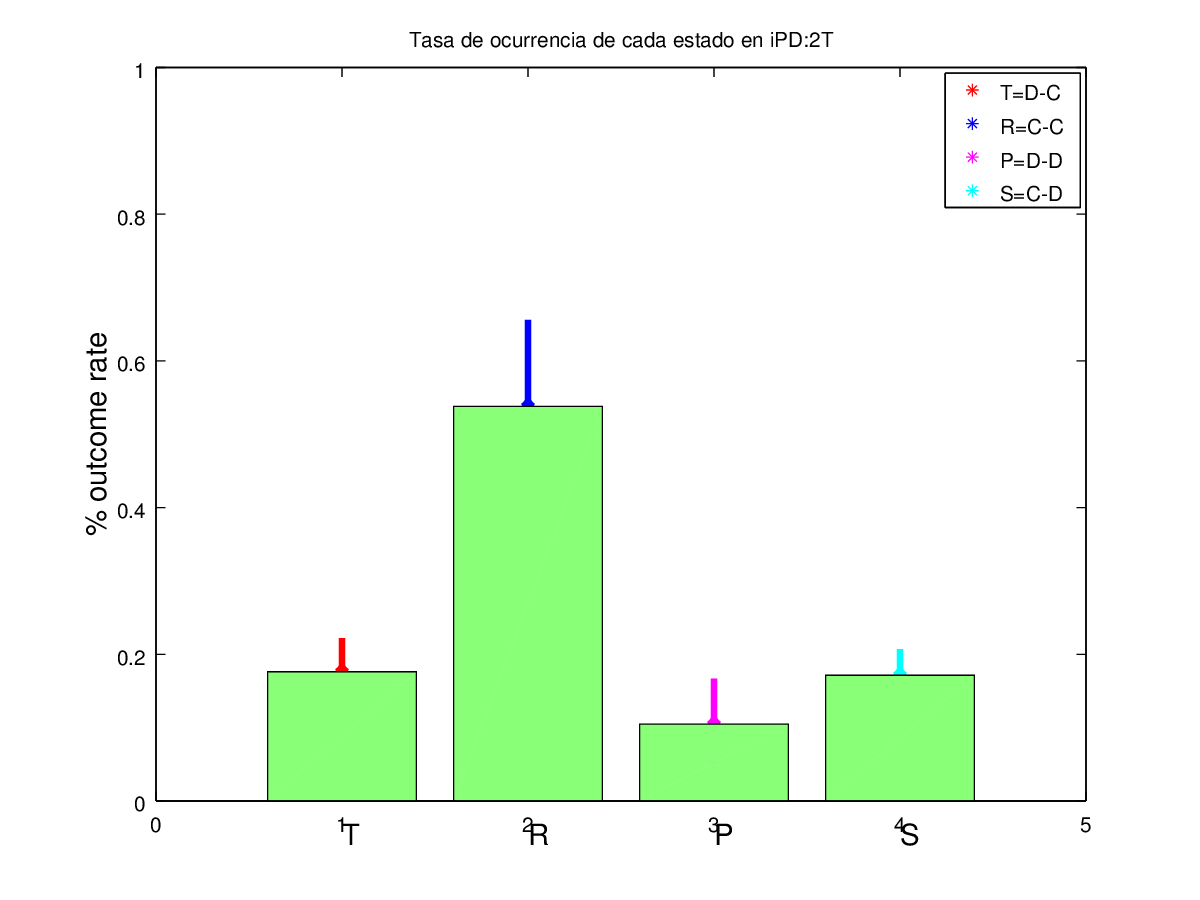 Tasa de ocurrencia de cada estado en iPD:2T
1
0.8
0.6
0.4
0.2
0
% outcome rate
T=D-C
R=C-C
P=D-D
S=C-D
0 1 2 3 4 5
T R P S